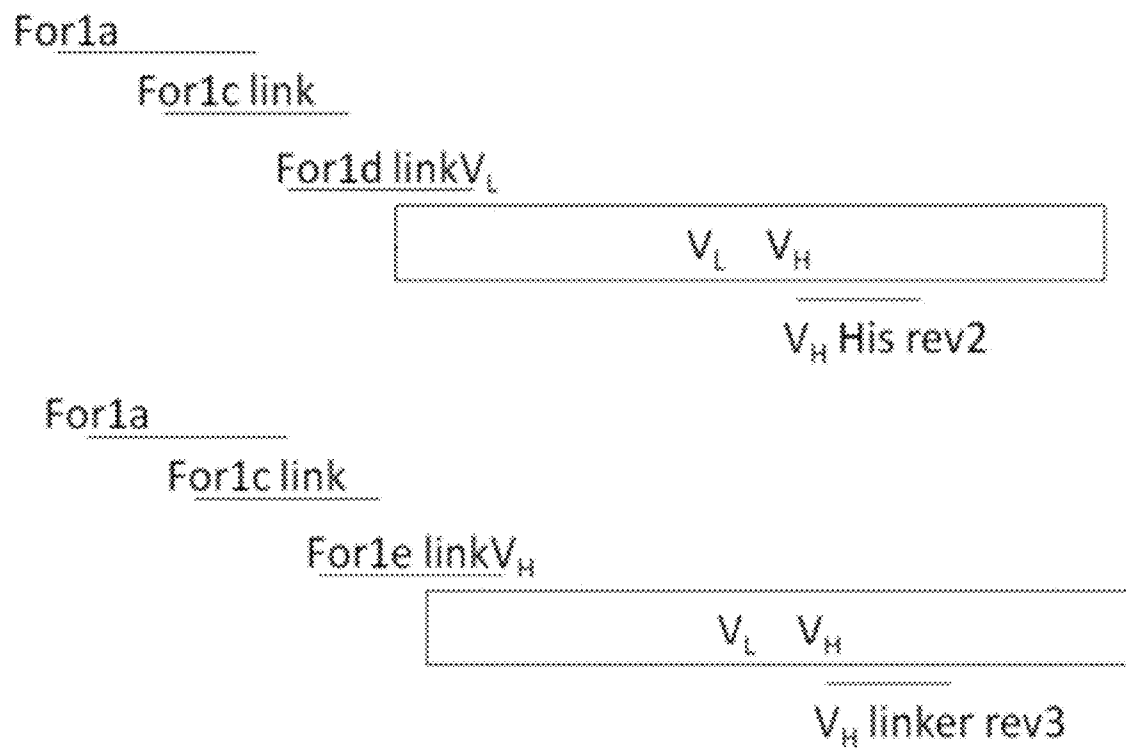 For1a
For1c link
For1d linkV_L
V_L V_H
V_H His rev2
For1a
For1c link
For1e linkV_H
V_L V_H
V_H linker rev3